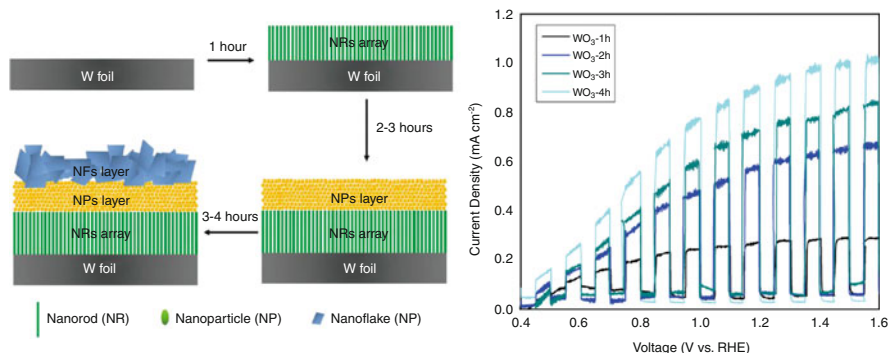 1 hour
NRs array
W foil
W foil
2-3 hours
NFs layer
NPs layer
NPs layer
3-4 hours
NRs array
NRs array
W foil
W foil
Nanorod (NR)
Nanoparticle (NP)
Nanoflake (NP)
Current Density (mA cm⁻²)
1.2
1.0
0.8
0.6
0.4
0.2
0.0
WO₃-1h
WO₃-2h
WO₃-3h
WO₃-4h
0.4 0.6 0.8 1.0 1.2 1.4 1.6
Voltage (V vs. RHE)